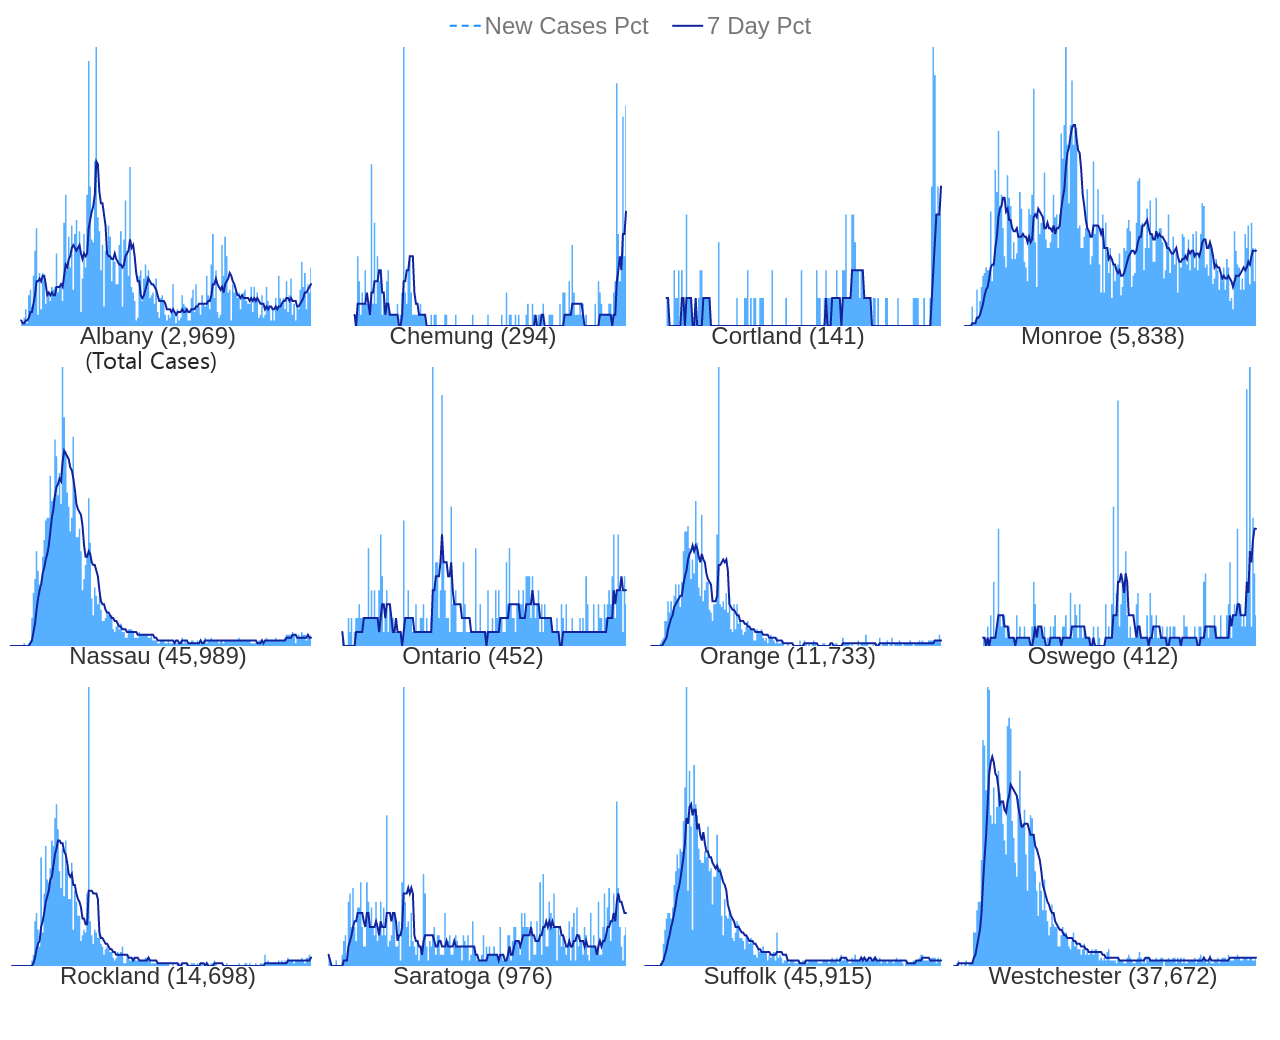 New Cases Pct 7 Day Pct
Albany (2,969) Chemung (294) Cortland (141) Monroe (5,838)
(Total Cases)
Nassau (45,989) Ontario (452) Orange (11,733) Oswego (412)
Rockland (14,698) Saratoga (976) Suffolk (45,915) Westchester (37,672)